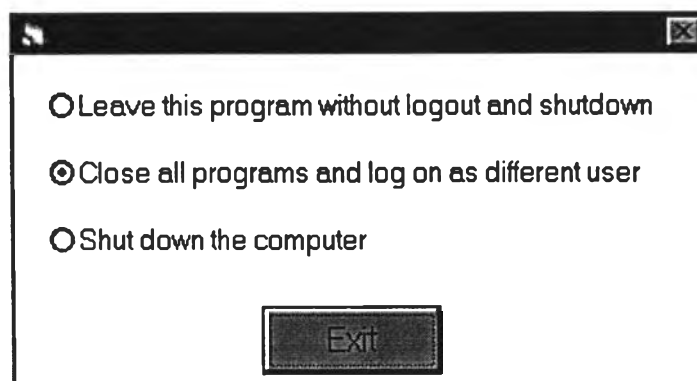 Leave this program without logout and shutdown
Close all programs and log on as different user
Shut down the computer
Exit